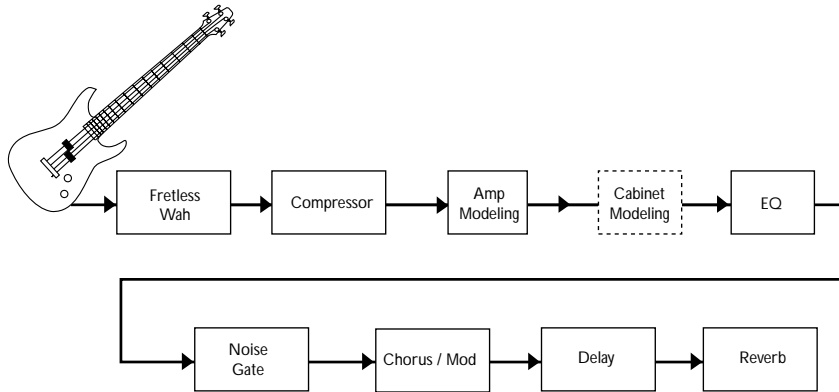 Fretless
Wah
Compressor
Amp
Modeling
Cabinet
Modeling
EQ
Noise
Gate
Chorus / Mod
Delay
Reverb